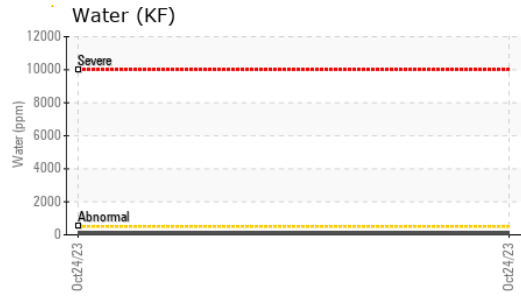 Water (KF)
12000
10000
8000
6000
4000
2000
0
Water (ppm)
Severe
Abnormal
Oct24/23
Oct24/23